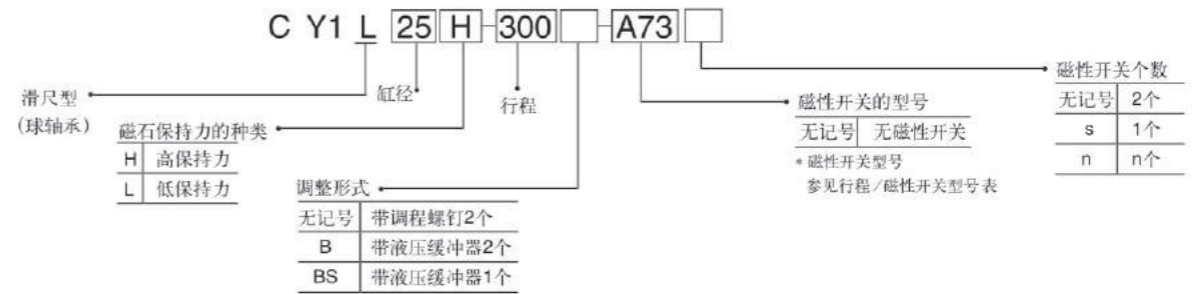 C Y1 L 25 H-300 -A73
滑尺型
(球轴承)
缸径
行程
磁石保持力的种类
H 高保持力
L 低保持力
调整形式
无记号 带调程螺钉2个
B 带液压缓冲器2个
BS 带液压缓冲器1个
磁性开关的型号
无记号 无磁性开关
*磁性开关型号
参见行程/磁性开关型号表
磁性开关个数
无记号 2个
s 1个
n n个